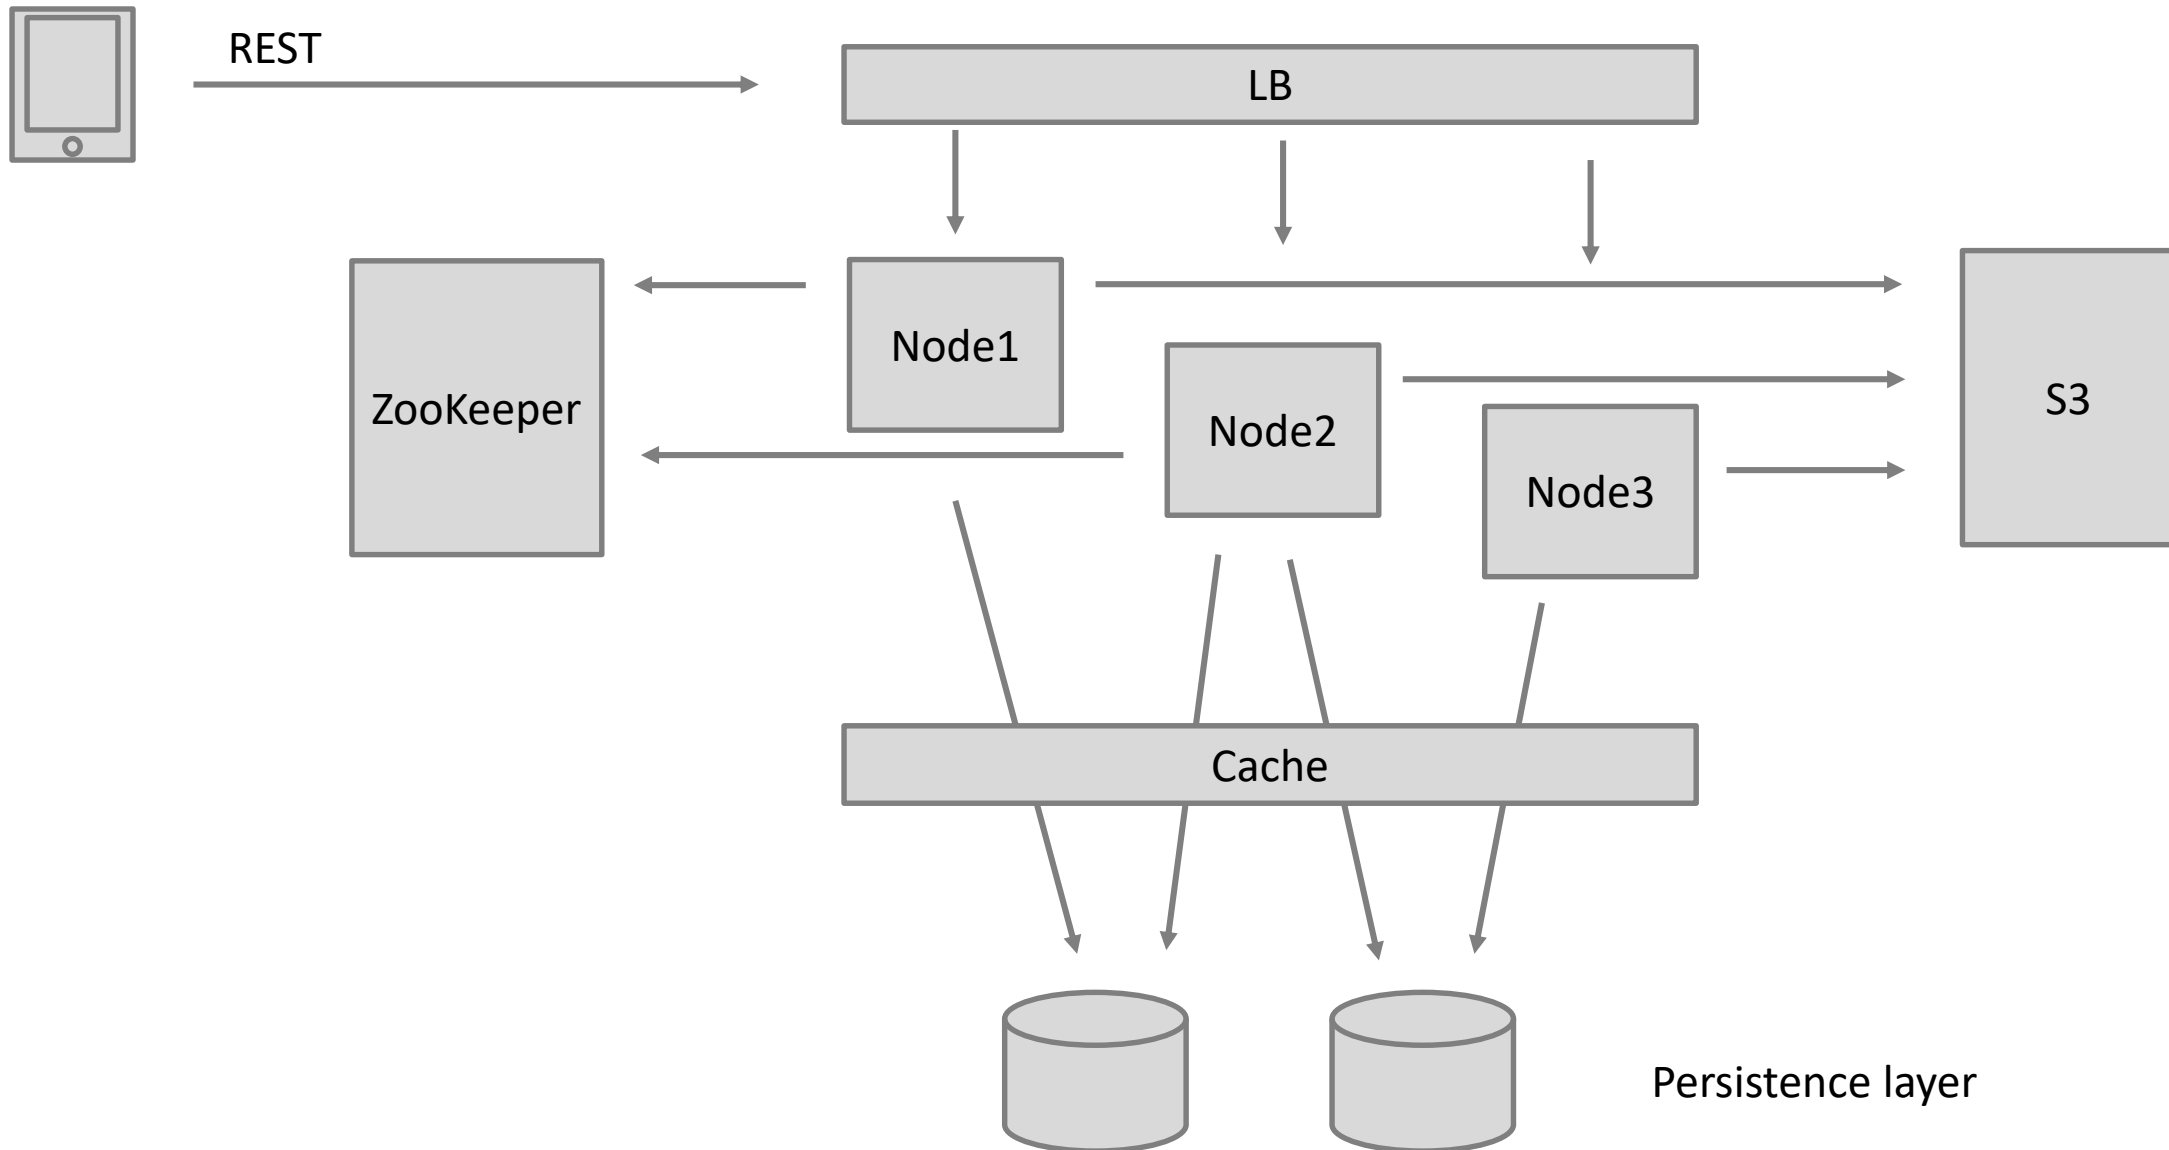 REST
LB
Node1
ZooKeeper
Node2
S3
Node3
Cache
Persistence layer